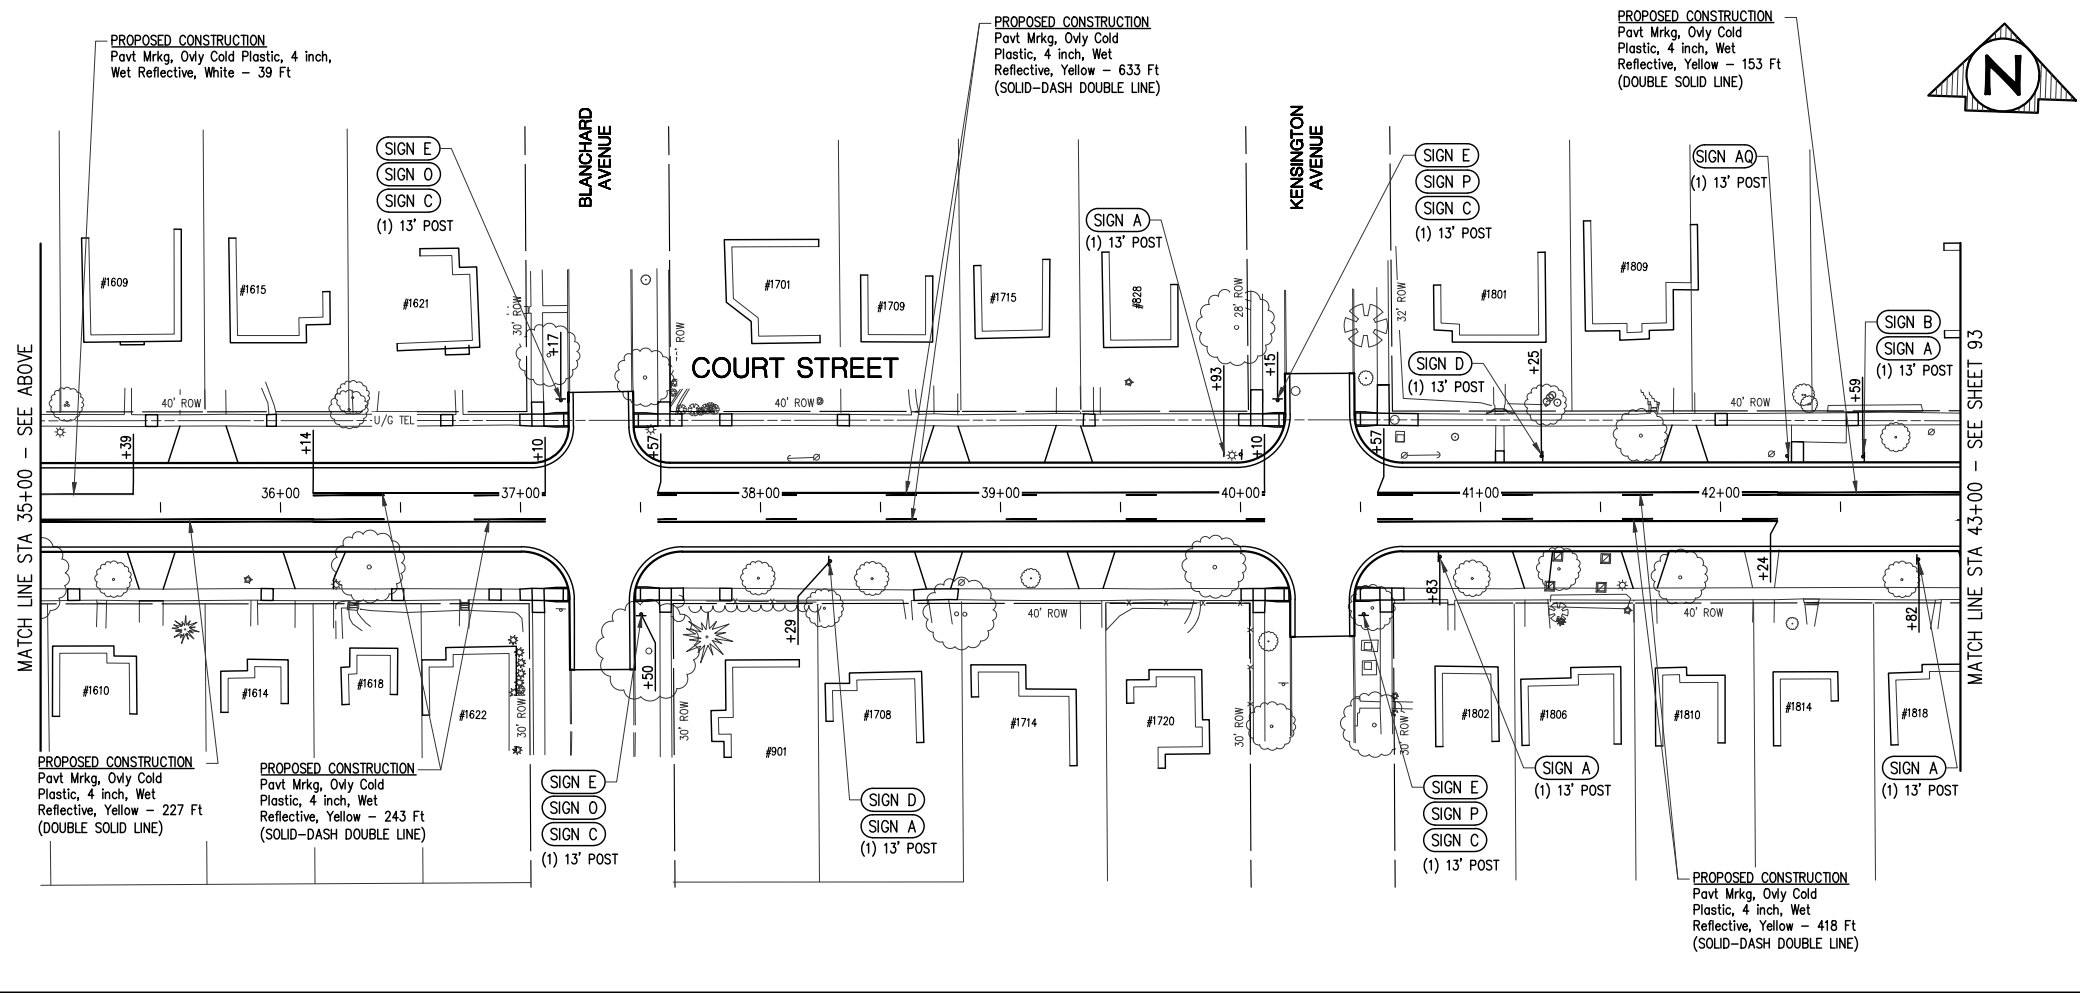 PROPOSED CONSTRUCTION
Pavt Mrkg, Ovly Cold Plastic, 4 inch,
Wet Reflective, White – 39 Ft
PROPOSED CONSTRUCTION
Pavt Mrkg, Ovly Cold
Plastic, 4 inch, Wet
Reflective, Yellow – 633 Ft
(SOLID–DASH DOUBLE LINE)
PROPOSED CONSTRUCTION
Pavt Mrkg, Ovly Cold
Plastic, 4 inch, Wet
Reflective, Yellow – 153 Ft
(DOUBLE SOLID LINE)
N
SIGN E
SIGN O
SIGN C
(1) 13' POST
BLANCHARD
AVENUE
SIGN A
(1) 13' POST
KENSINGTON
AVENUE
SIGN E
SIGN P
SIGN C
(1) 13' POST
SIGN AQ
(1) 13' POST
#1609
#1615
#1621
30' ROW
+17
#1701
#1709
#1715
#828
28' ROW
32' ROW
#1801
#1809
SIGN B
SIGN A
(1) 13' POST
' ROW
COURT STREET
+93
+15
SIGN D
(1) 13' POST
+25
+59
40' ROW
U/G TEL
40' ROW
40' ROW
+39
+14
+10
+57
+10
+57
36+00
37+00
38+00
39+00
40+00
41+00
42+00
MATCH LINE STA 35+00 – SEE ABOVE
MATCH LINE STA 43+00 – SEE SHEET 93
+29
+50
40' ROW
+83
+24
40' ROW
+82
#1610
#1614
#1618
#1622
30' ROW
30' ROW
#901
#1708
#1714
#1720
30' ROW
30' ROW
#1802
#1806
#1810
#1814
#1818
PROPOSED CONSTRUCTION
Pavt Mrkg, Ovly Cold
Plastic, 4 inch, Wet
Reflective, Yellow – 227 Ft
(DOUBLE SOLID LINE)
PROPOSED CONSTRUCTION
Pavt Mrkg, Ovly Cold
Plastic, 4 inch, Wet
Reflective, Yellow – 243 Ft
(SOLID–DASH DOUBLE LINE)
SIGN E
SIGN O
SIGN C
(1) 13' POST
SIGN D
SIGN A
(1) 13' POST
SIGN E
SIGN P
SIGN C
(1) 13' POST
SIGN A
(1) 13' POST
SIGN A
(1) 13' POST
PROPOSED CONSTRUCTION
Pavt Mrkg, Ovly Cold
Plastic, 4 inch, Wet
Reflective, Yellow – 418 Ft
(SOLID–DASH DOUBLE LINE)